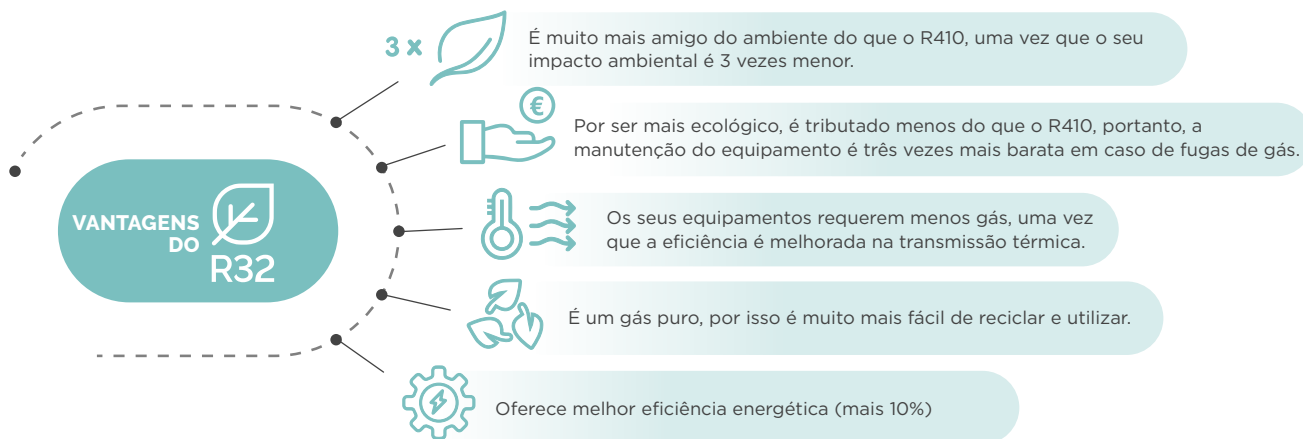 3 x
É muito mais amigo do ambiente do que o R410, uma vez que o seu
impacto ambiental é 3 vezes menor.
€
Por ser mais ecológico, é tributado menos do que o R410, portanto, a
manutenção do equipamento é três vezes mais barata em caso de fugas de gás.
VANTAGENS
DO
R32
Os seus equipamentos requerem menos gás, uma vez
que a eficiência é melhorada na transmissão térmica.
É um gás puro, por isso é muito mais fácil de reciclar e utilizar.
Oferece melhor eficiência energética (mais 10%)